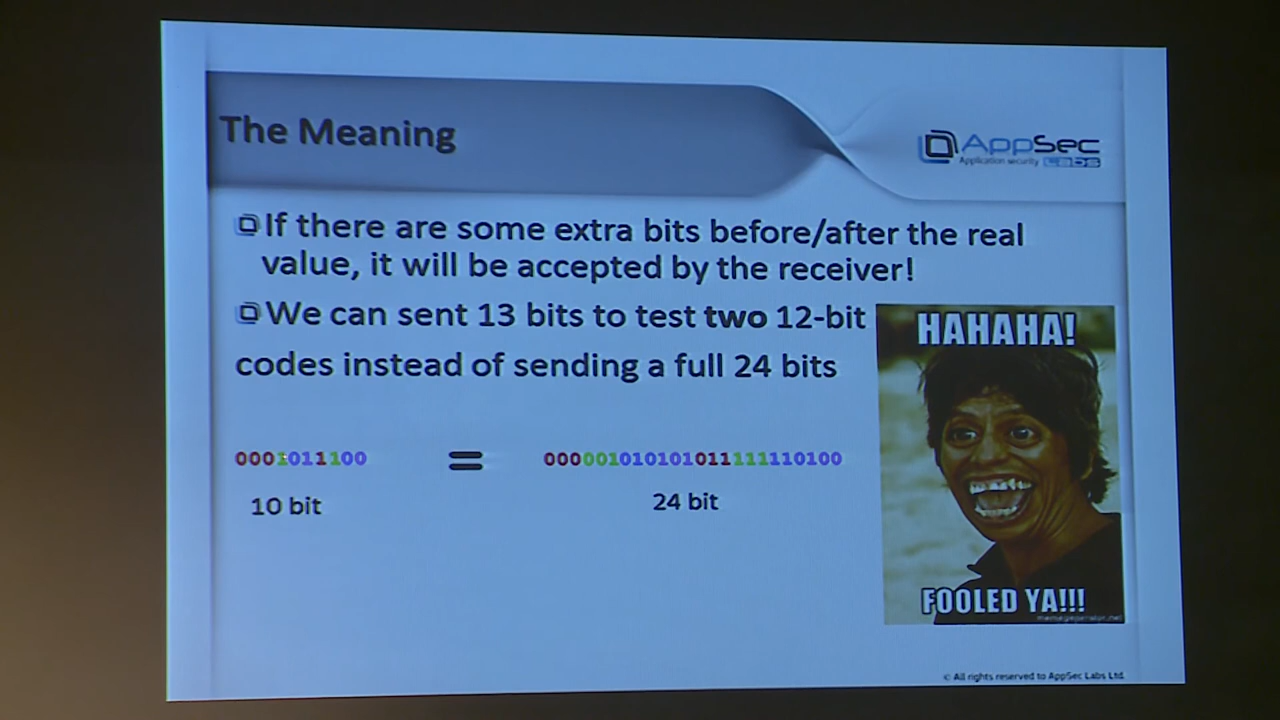 The Meaning
AppSec
Application security Labs
If there are some extra bits before/after the real
value, it will be accepted by the receiver!
We can sent 13 bits to test two 12-bit
codes instead of sending a full 24 bits
HAHAHA!
0001011100 = 000001010101011111110100
10 bit
24 bit
FOOLED YA!!!
memegenerator.net
© All rights reserved to AppSec Labs Ltd.